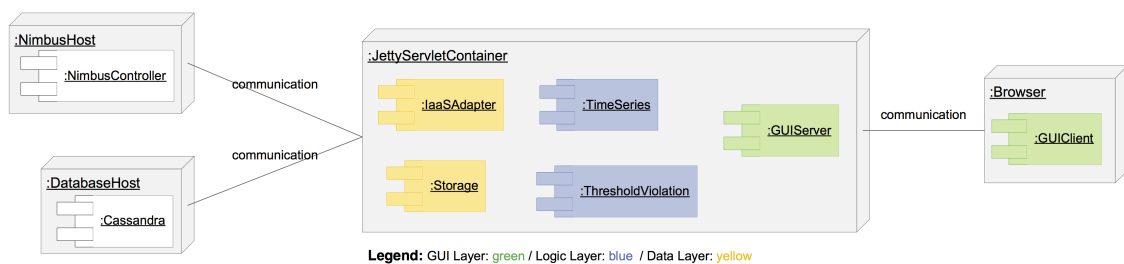 :NimbusHost
:NimbusController
communication
:DatabaseHost
:Cassandra
communication
:JettyServletContainer
:IaaSAdapter
:TimeSeries
:GUIServer
:Storage
:ThresholdViolation
communication
:Browser
:GUIClient
Legend: GUI Layer: green / Logic Layer: blue / Data Layer: yellow